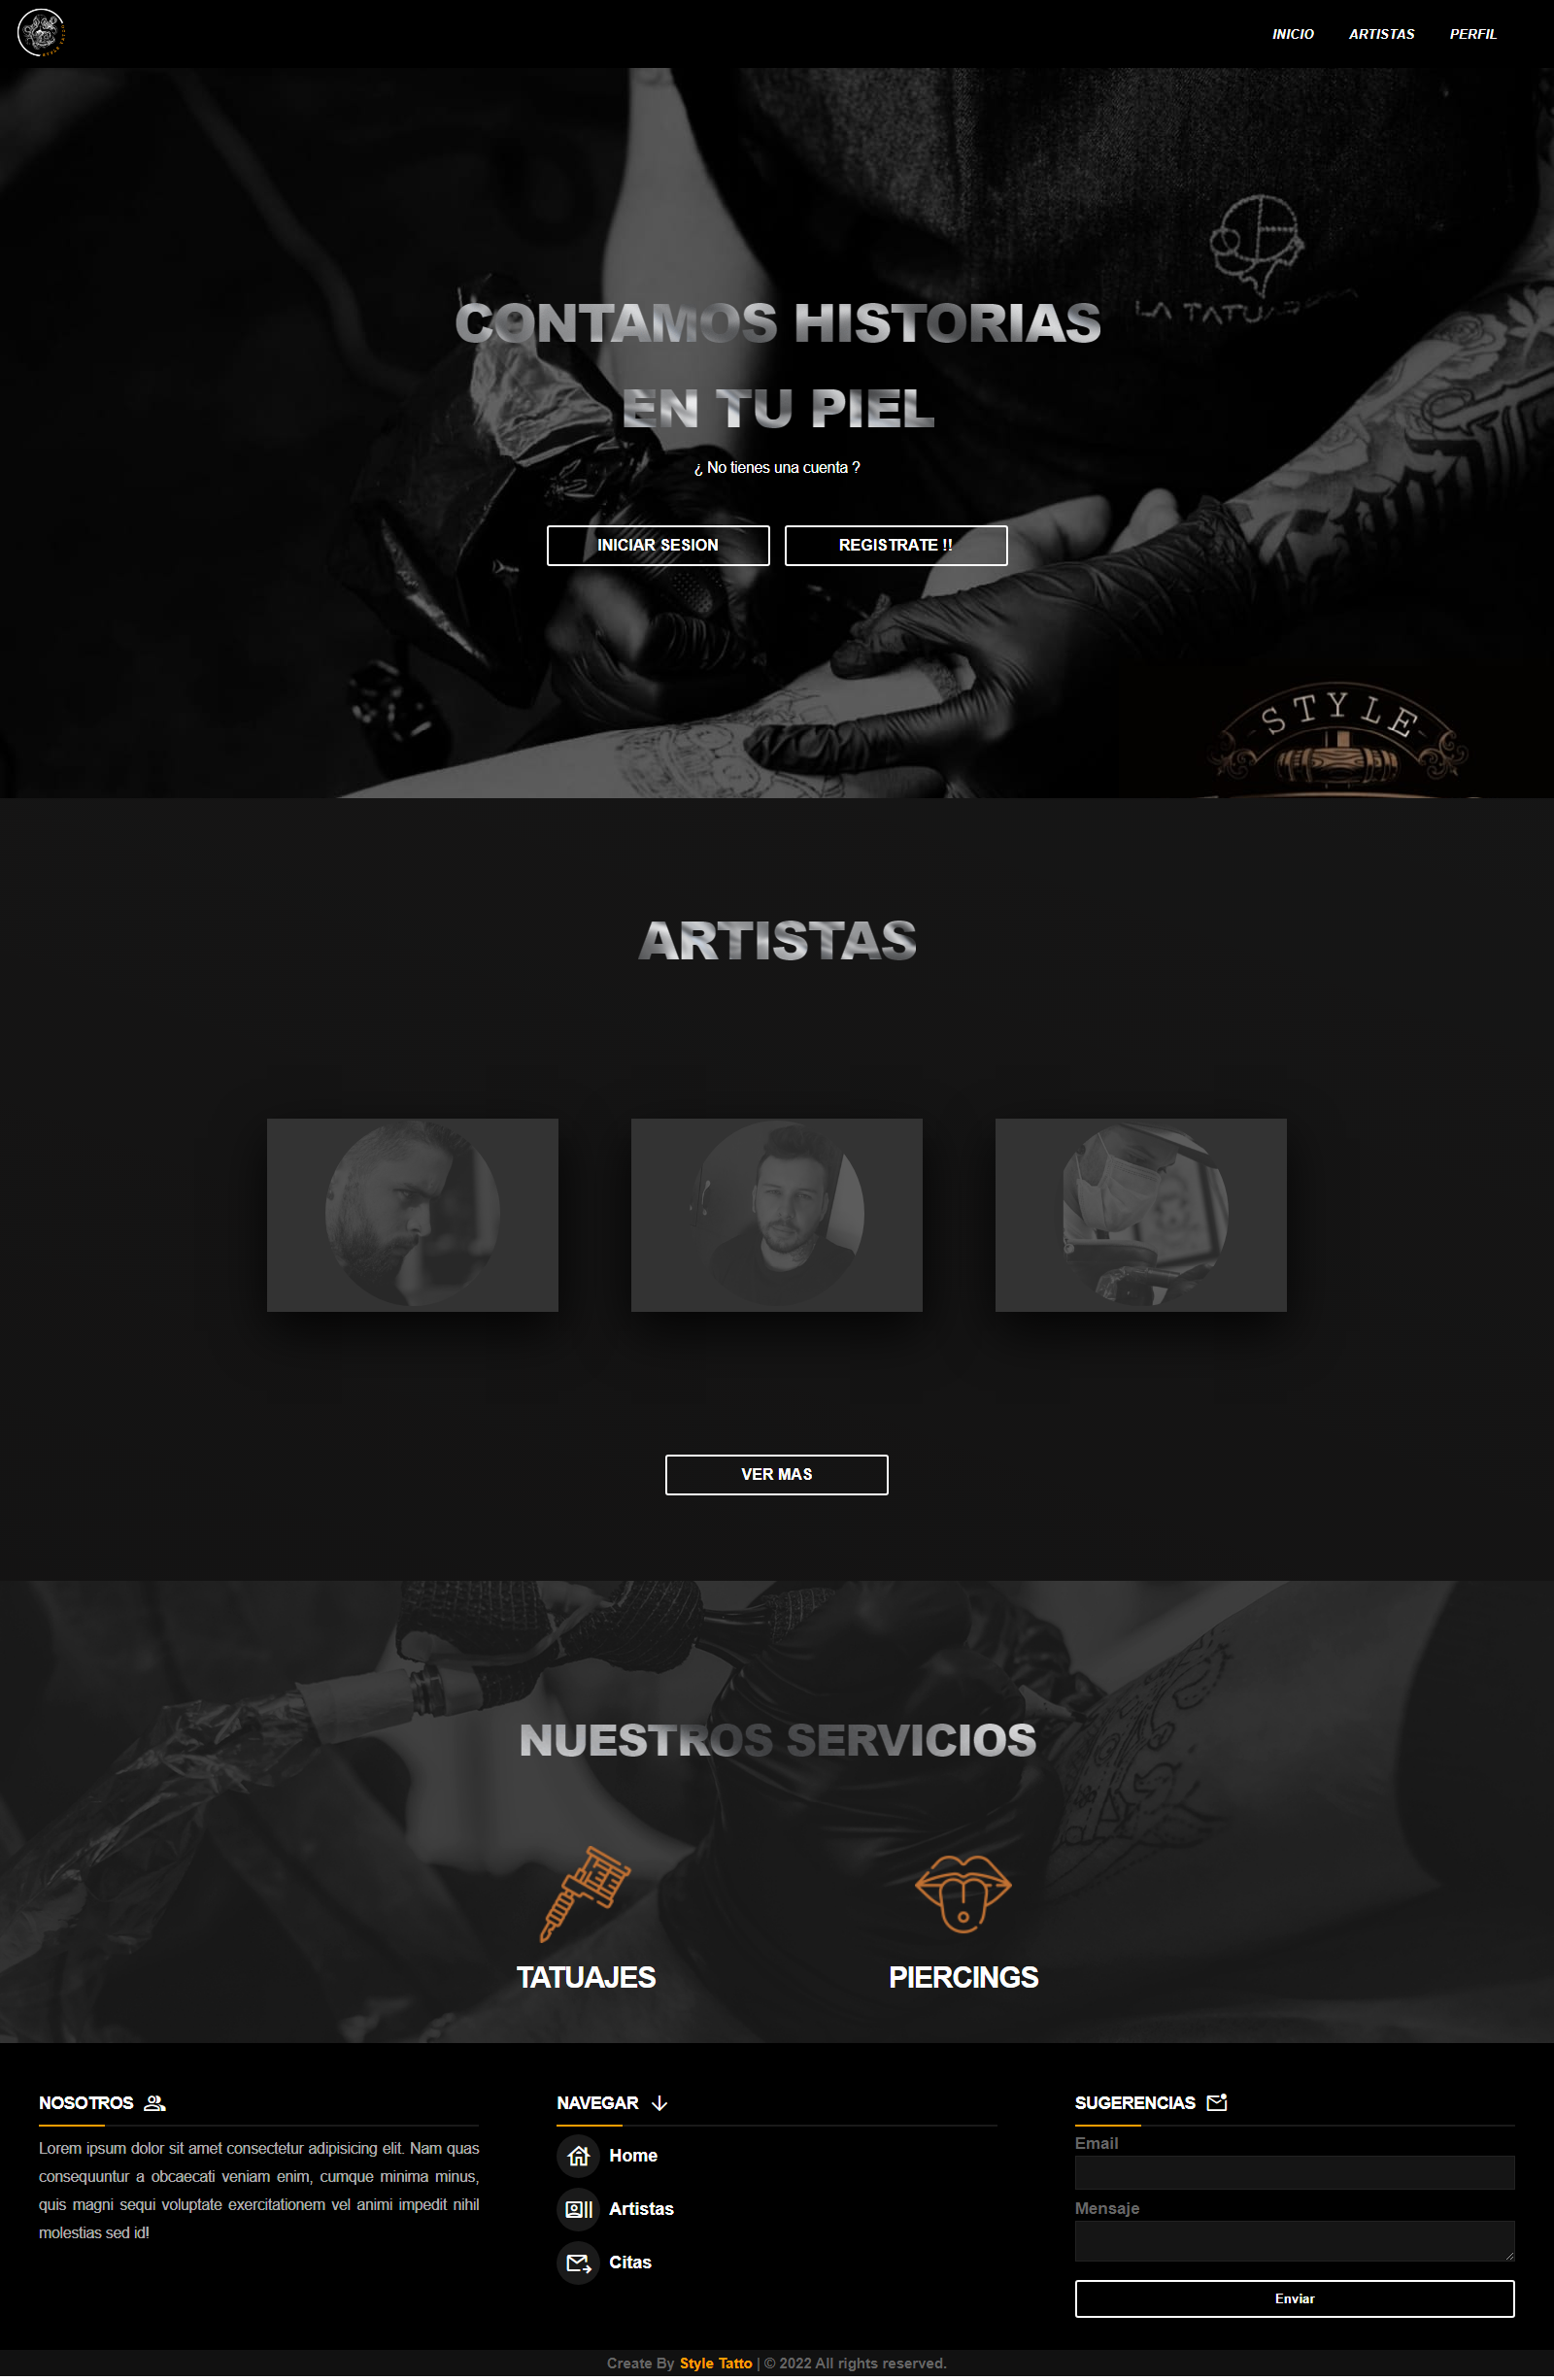 INICIO ARTISTAS PERFIL
LA TATUA
CONTAMOS HISTORIAS
EN TU PIEL
¿ No tienes una cuenta ?
INICIAR SESION REGISTRATE !!
STYLE
ARTISTAS
VER MAS
NUESTROS SERVICIOS
TATUAJES PIERCINGS
NOSOTROS
Lorem ipsum dolor sit amet consectetur adipisicing elit. Nam quas
consequuntur a obcaecati veniam enim, cumque minima minus,
quis magni sequi voluptate exercitationem vel animi impedit nihil
molestias sed id!
NAVEGAR
Home
Artistas
Citas
SUGERENCIAS
Email
Mensaje
Enviar
Create By Style Tatto | © 2022 All rights reserved.